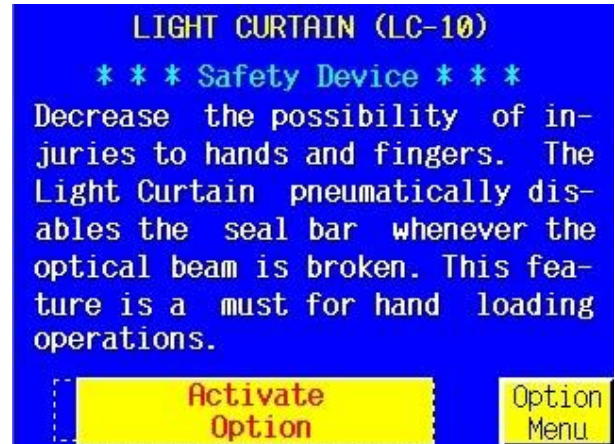 LIGHT CURTAIN (LC-10)
* * * Safety Device * * *
Decrease the possibility of in-
juries to hands and fingers. The
Light Curtain pneumatically dis-
ables the seal bar whenever the
optical beam is broken. This fea-
ture is a must for hand loading
operations.
Activate
Option
Option
Menu